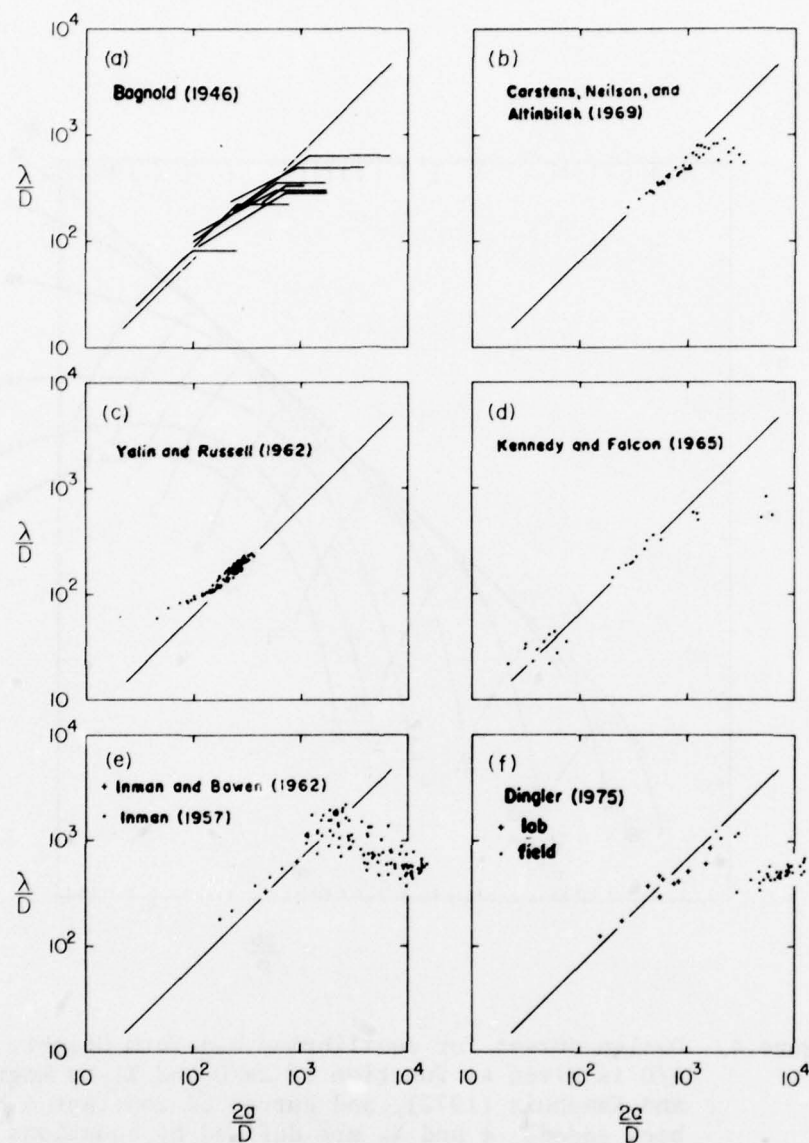 10⁴
(a)
Bagnold (1946)
10³
λ/D
10²
10
(b)
Carstens, Neilson, and
Altinbilek (1969)
10⁴
(c)
Yalin and Russell (1962)
10³
λ/D
10²
10
(d)
Kennedy and Falcon (1965)
10⁴
(e)
+ Inman and Bowen (1962)
· Inman (1957)
10³
λ/D
10²
10
10 10² 10³ 10⁴
2a/D
(f)
Dingler (1975)
+ lab
field
10 10² 10³ 10⁴
2a/D